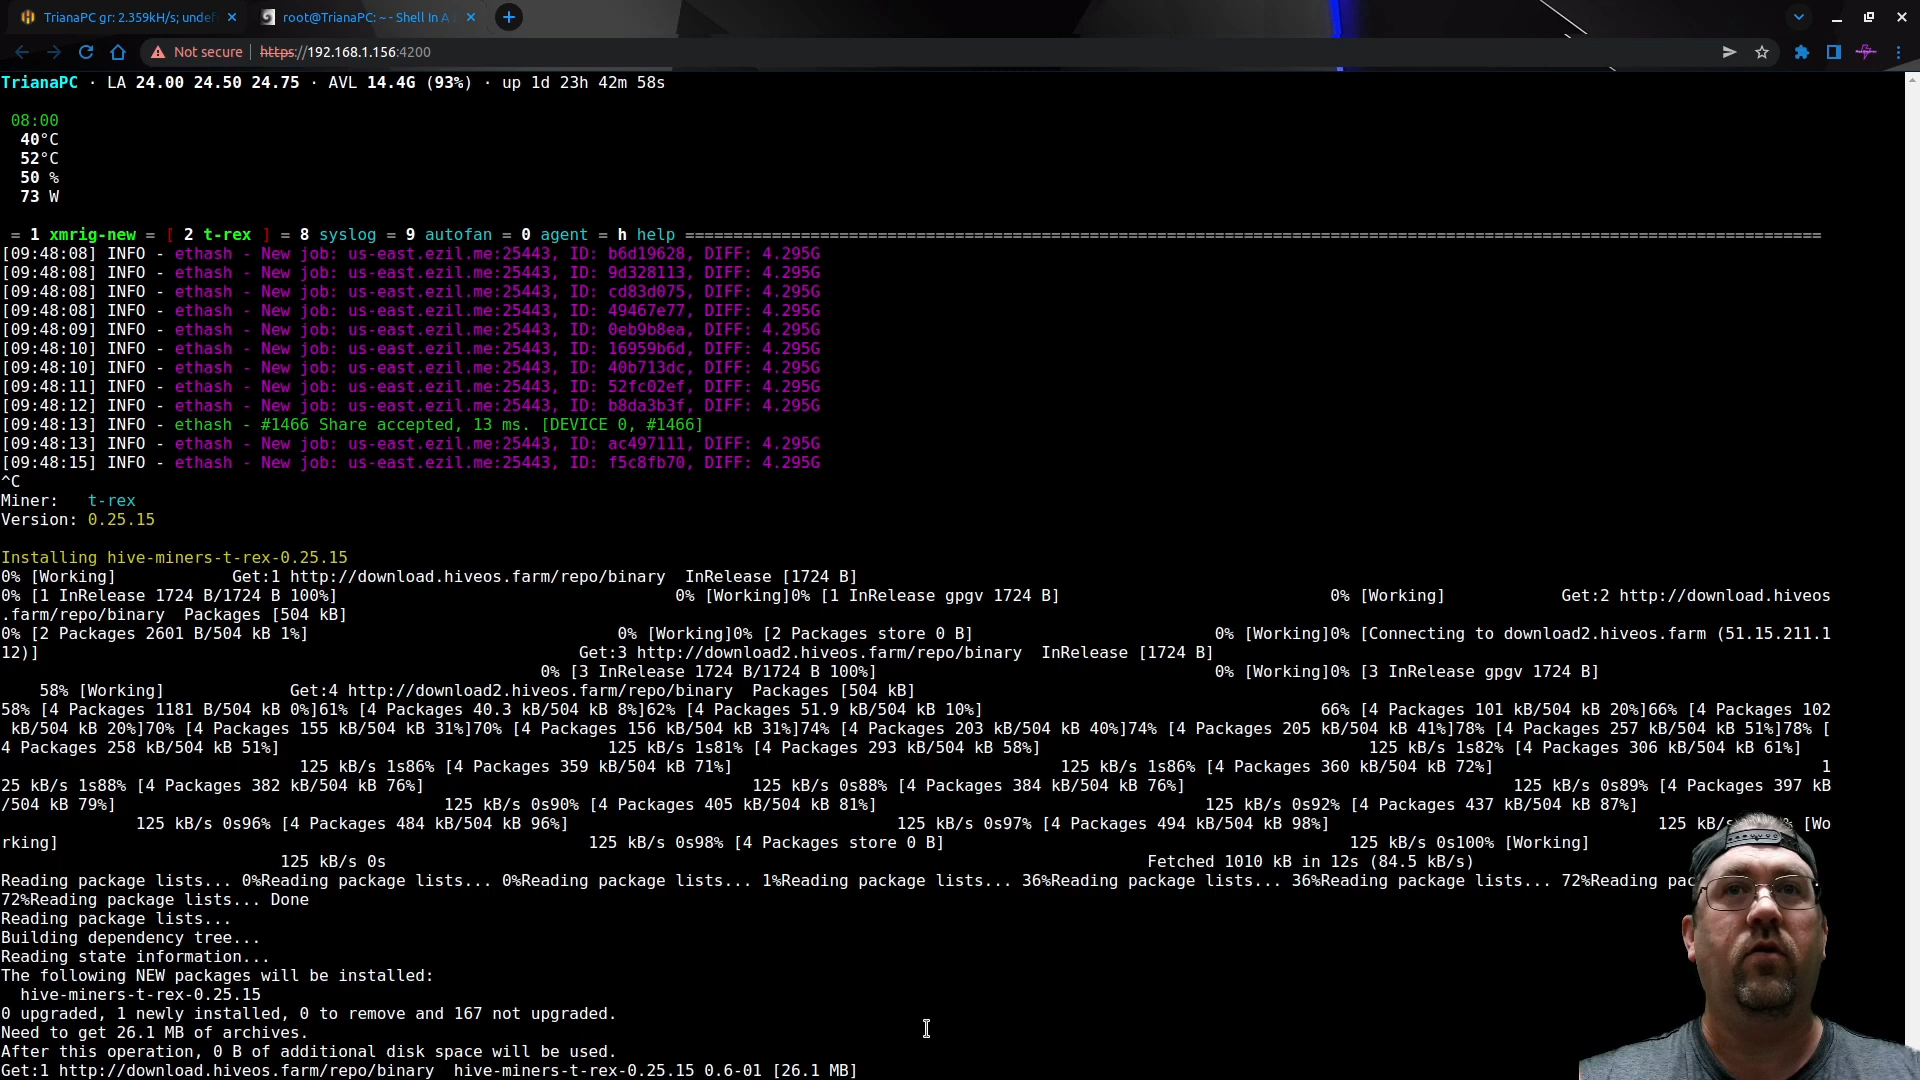 TrianaPC gr: 2.359kH/s; undef
root@TrianaPC: ~ - Shell In A
Not secure https://192.168.1.156:4200
TrianaPC · LA 24.00 24.50 24.75 · AVL 14.4G (93%) · up 1d 23h 42m 58s
08:00
40°C
52°C
50 %
73 W
= 1 xmrig-new = [ 2 t-rex ] = 8 syslog = 9 autofan = 0 agent = h help ======================================================================================================================
[09:48:08] INFO - ethash - New job: us-east.ezil.me:25443, ID: b6d19628, DIFF: 4.295G
[09:48:08] INFO - ethash - New job: us-east.ezil.me:25443, ID: 9d328113, DIFF: 4.295G
[09:48:08] INFO - ethash - New job: us-east.ezil.me:25443, ID: cd83d075, DIFF: 4.295G
[09:48:08] INFO - ethash - New job: us-east.ezil.me:25443, ID: 49467e77, DIFF: 4.295G
[09:48:09] INFO - ethash - New job: us-east.ezil.me:25443, ID: 0eb9b8ea, DIFF: 4.295G
[09:48:10] INFO - ethash - New job: us-east.ezil.me:25443, ID: 16959b6d, DIFF: 4.295G
[09:48:10] INFO - ethash - New job: us-east.ezil.me:25443, ID: 40b713dc, DIFF: 4.295G
[09:48:11] INFO - ethash - New job: us-east.ezil.me:25443, ID: 52fc02ef, DIFF: 4.295G
[09:48:12] INFO - ethash - New job: us-east.ezil.me:25443, ID: b8da3b3f, DIFF: 4.295G
[09:48:13] INFO - ethash - #1466 Share accepted, 13 ms. [DEVICE 0, #1466]
[09:48:13] INFO - ethash - New job: us-east.ezil.me:25443, ID: ac497111, DIFF: 4.295G
[09:48:15] INFO - ethash - New job: us-east.ezil.me:25443, ID: f5c8fb70, DIFF: 4.295G
^C
Miner: t-rex
Version: 0.25.15
Installing hive-miners-t-rex-0.25.15
0% [Working] Get:1 http://download.hiveos.farm/repo/binary InRelease [1724 B]
0% [1 InRelease 1724 B/1724 B 100%] 0% [Working]0% [1 InRelease gpgv 1724 B] 0% [Working] Get:2 http://download.hiveos
.farm/repo/binary Packages [504 kB]
0% [2 Packages 2601 B/504 kB 1%] 0% [Working]0% [2 Packages store 0 B] 0% [Working]0% [Connecting to download2.hiveos.farm (51.15.211.1
12)] Get:3 http://download2.hiveos.farm/repo/binary InRelease [1724 B]
0% [3 InRelease 1724 B/1724 B 100%] 0% [Working]0% [3 InRelease gpgv 1724 B]
58% [Working] Get:4 http://download2.hiveos.farm/repo/binary Packages [504 kB]
58% [4 Packages 1181 B/504 kB 0%]61% [4 Packages 40.3 kB/504 kB 8%]62% [4 Packages 51.9 kB/504 kB 10%] 66% [4 Packages 101 kB/504 kB 20%]66% [4 Packages 102
kB/504 kB 20%]70% [4 Packages 155 kB/504 kB 31%]70% [4 Packages 156 kB/504 kB 31%]74% [4 Packages 203 kB/504 kB 40%]74% [4 Packages 205 kB/504 kB 41%]78% [4 Packages 257 kB/504 kB 51%]78% [
4 Packages 258 kB/504 kB 51%] 125 kB/s 1s81% [4 Packages 293 kB/504 kB 58%] 125 kB/s 1s82% [4 Packages 306 kB/504 kB 61%]
125 kB/s 1s86% [4 Packages 359 kB/504 kB 71%] 125 kB/s 1s86% [4 Packages 360 kB/504 kB 72%] 1
25 kB/s 1s88% [4 Packages 382 kB/504 kB 76%] 125 kB/s 0s88% [4 Packages 384 kB/504 kB 76%] 125 kB/s 0s89% [4 Packages 397 kB
/504 kB 79%] 125 kB/s 0s90% [4 Packages 405 kB/504 kB 81%] 125 kB/s 0s92% [4 Packages 437 kB/504 kB 87%]
125 kB/s 0s96% [4 Packages 484 kB/504 kB 96%] 125 kB/s 0s97% [4 Packages 494 kB/504 kB 98%] 125 kB/ % [Wo
rking] 125 kB/s 0s98% [4 Packages store 0 B] 125 kB/s 0s100% [Working]
125 kB/s 0s Fetched 1010 kB in 12s (84.5 kB/s)
Reading package lists... 0%Reading package lists... 0%Reading package lists... 1%Reading package lists... 36%Reading package lists... 36%Reading package lists... 72%Reading
72%Reading package lists... Done
Reading package lists...
Building dependency tree...
Reading state information...
The following NEW packages will be installed:
hive-miners-t-rex-0.25.15
0 upgraded, 1 newly installed, 0 to remove and 167 not upgraded.
Need to get 26.1 MB of archives.
After this operation, 0 B of additional disk space will be used.
Get:1 http://download.hiveos.farm/repo/binary hive-miners-t-rex-0.25.15 0.6-01 [26.1 MB]